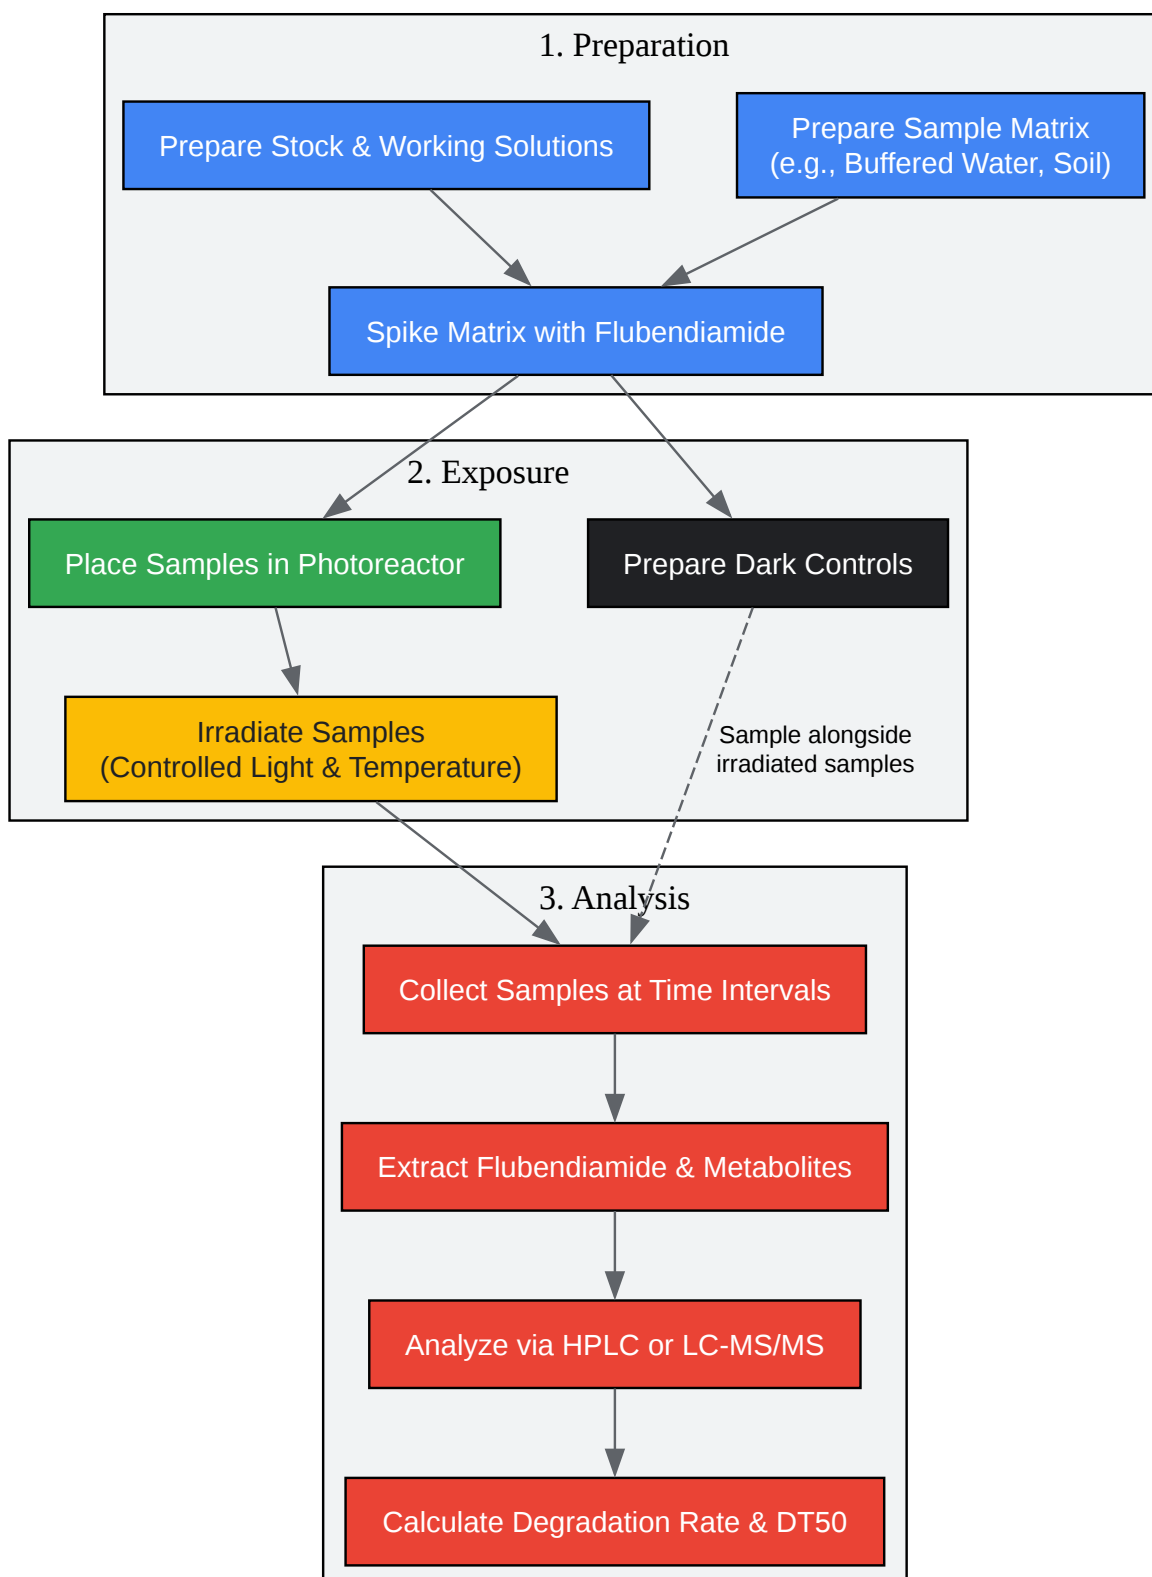 1. Preparation
Prepare Stock & Working Solutions
Prepare Sample Matrix
(e.g., Buffered Water, Soil)
Spike Matrix with Flubendiamide
2. Exposure
Place Samples in Photoreactor
Prepare Dark Controls
Irradiate Samples
(Controlled Light & Temperature)
Sample alongside
irradiated samples
3. Analysis
Collect Samples at Time Intervals
Extract Flubendiamide & Metabolites
Analyze via HPLC or LC-MS/MS
Calculate Degradation Rate & DT50